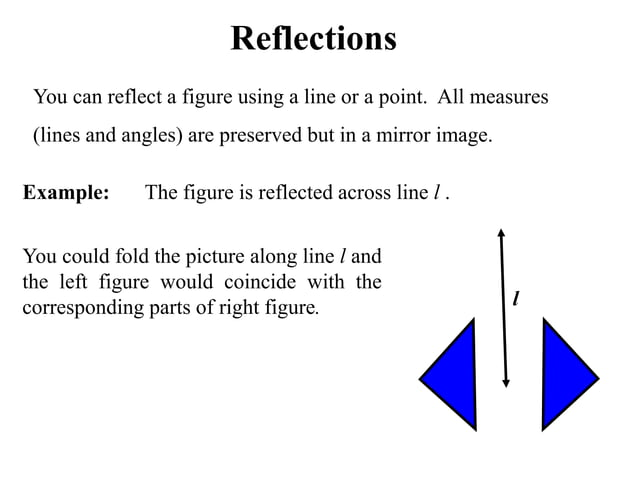 Reflections
You can reflect a figure using a line or a point. All measures
(lines and angles) are preserved but in a mirror image.
Example: The figure is reflected across line l .
You could fold the picture along line l and
the left figure would coincide with the
corresponding parts of right figure.
l